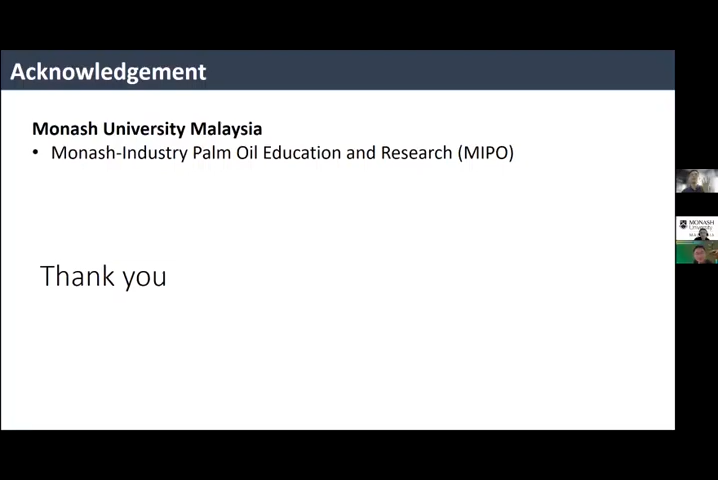 Acknowledgement
Monash University Malaysia
• Monash-Industry Palm Oil Education and Research (MIPO)
Thank you
MONASH
University